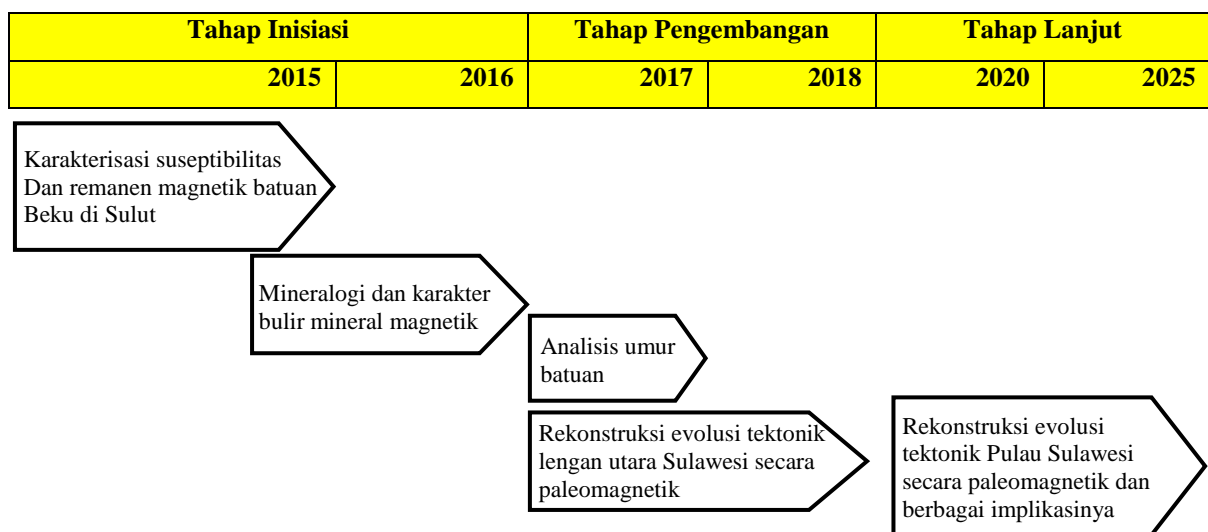 Tahap Inisiasi Tahap Pengembangan Tahap Lanjut
2015 2016 2017 2018 2020 2025
Karakterisasi suseptibilitas
Dan remanen magnetik batuan
Beku di Sulut
Mineralogi dan karakter
bulir mineral magnetik
Analisis umur
batuan
Rekonstruksi evolusi tektonik
lengan utara Sulawesi secara
paleomagnetik
Rekonstruksi evolusi
tektonik Pulau Sulawesi
secara paleomagnetik dan
berbagai implikasinya